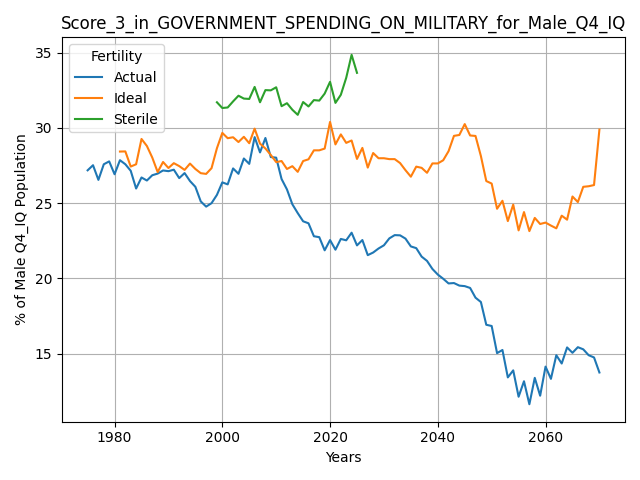 Score_3_in_GOVERNMENT_SPENDING_ON_MILITARY_for_Male_Q4_IQ
Fertility
Actual
Ideal
Sterile
% of Male Q4_IQ Population
35
30
25
20
15
1980
2000
2020
2040
2060
Years